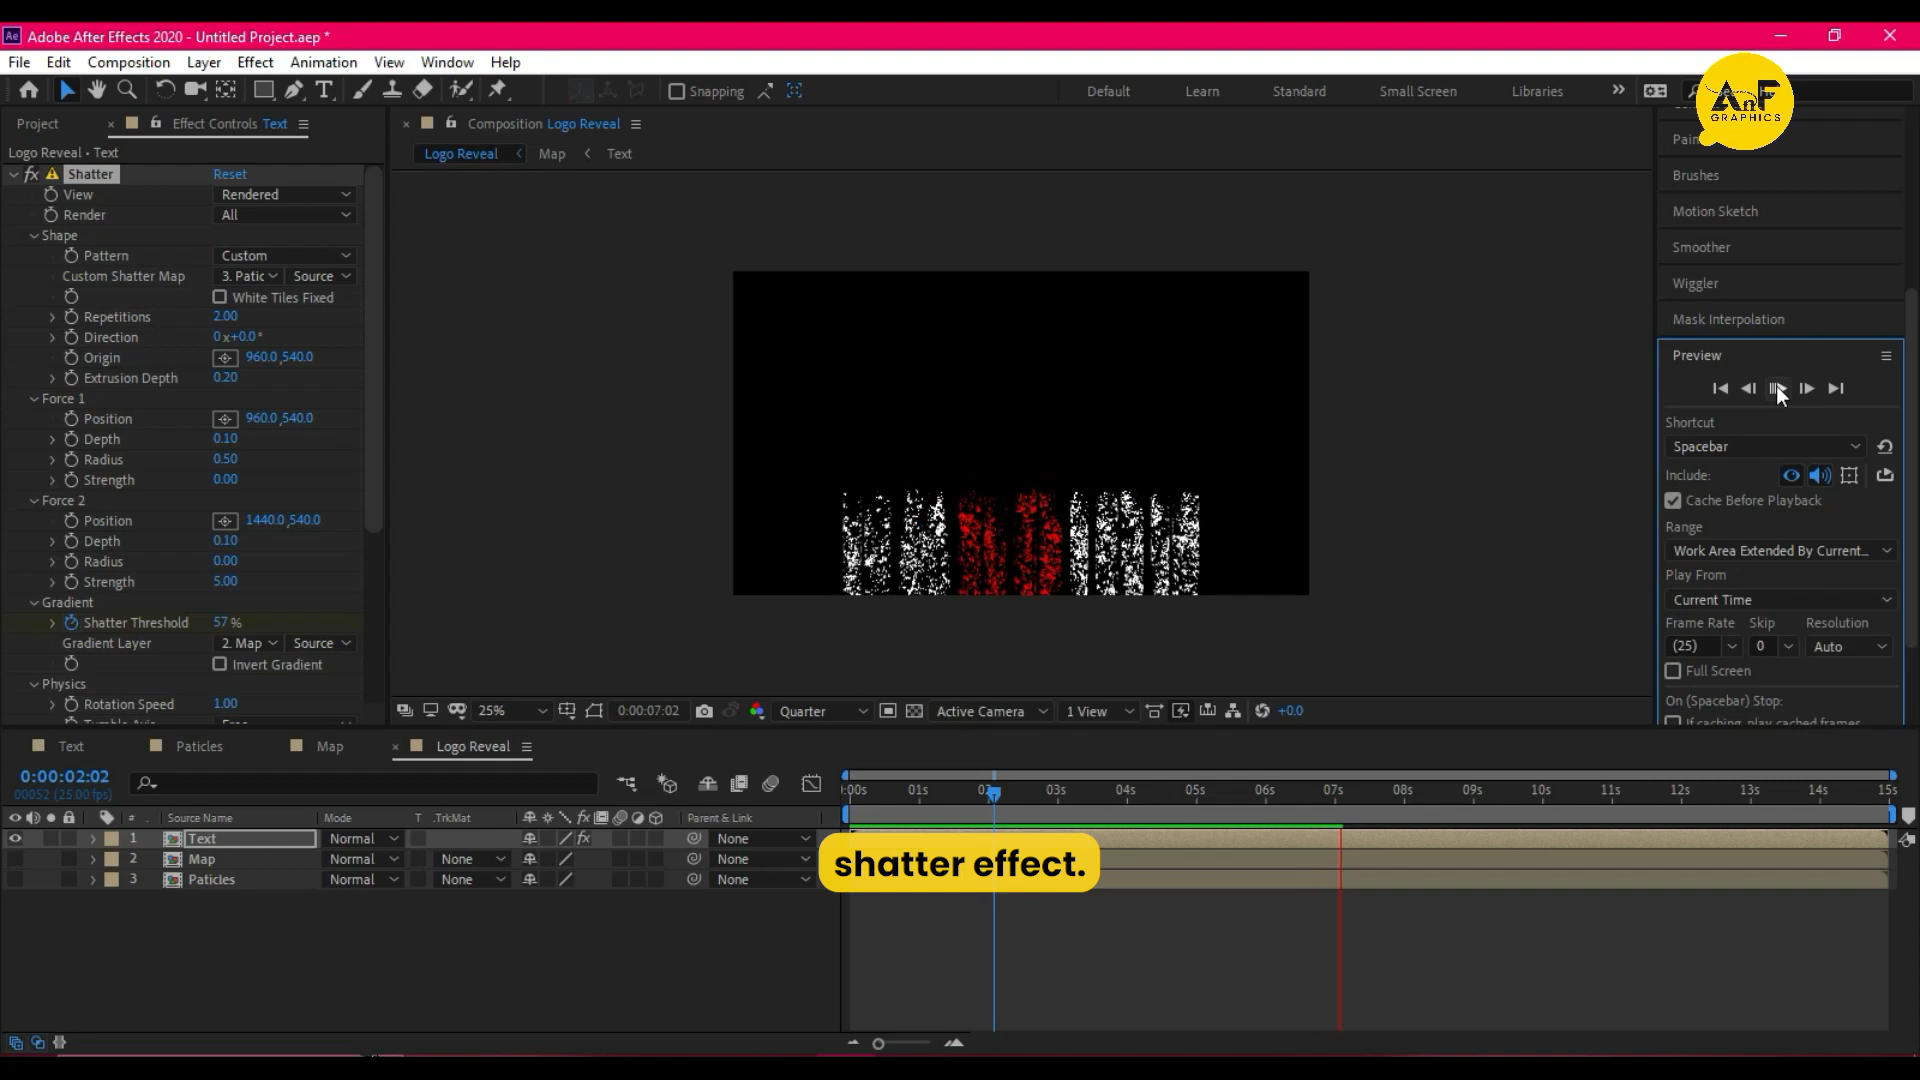 Adobe After Effects 2020 - Untitled Project.aep *
File Edit Composition Layer Effect Animation View Window Help
Snapping
Default Learn Standard Small Screen Libraries
AnF
GRAPHICS
Project Effect Controls Text
Composition Logo Reveal
Logo Reveal • Text
Logo Reveal Map Text
fx Shatter Reset
View Rendered
Render All
Shape
Pattern Custom
Custom Shatter Map 3. Patic Source
White Tiles Fixed
Repetitions 2.00
Direction 0x+0.0°
Origin 960.0,540.0
Extrusion Depth 0.20
Force 1
Position 960.0,540.0
Depth 0.10
Radius 0.50
Strength 0.00
Force 2
Position 1440.0,540.0
Depth 0.10
Radius 0.00
Strength 5.00
Gradient
Shatter Threshold 57 %
Gradient Layer 2. Map Source
Invert Gradient
Physics
Rotation Speed 1.00
25% 0:00:07:02 Quarter Active Camera 1 View +0.0
Brushes
Motion Sketch
Smoother
Wiggler
Mask Interpolation
Preview
Shortcut
Spacebar
Include:
Cache Before Playback
Range
Work Area Extended By Current...
Play From
Current Time
Frame Rate Skip Resolution
(25) 0 Auto
Full Screen
On (Spacebar) Stop:
If caching, play cached frames
Text Paticles Map Logo Reveal
0:00:02:02
00052 (25.00 fps)
:00s 01s 02s 03s 04s 05s 06s 07s 08s 09s 10s 11s 12s 13s 14s 15s
# Source Name Mode T .TrkMat Parent & Link
1 Text Normal fx None
2 Map Normal None None
3 Paticles Normal None None
shatter effect.